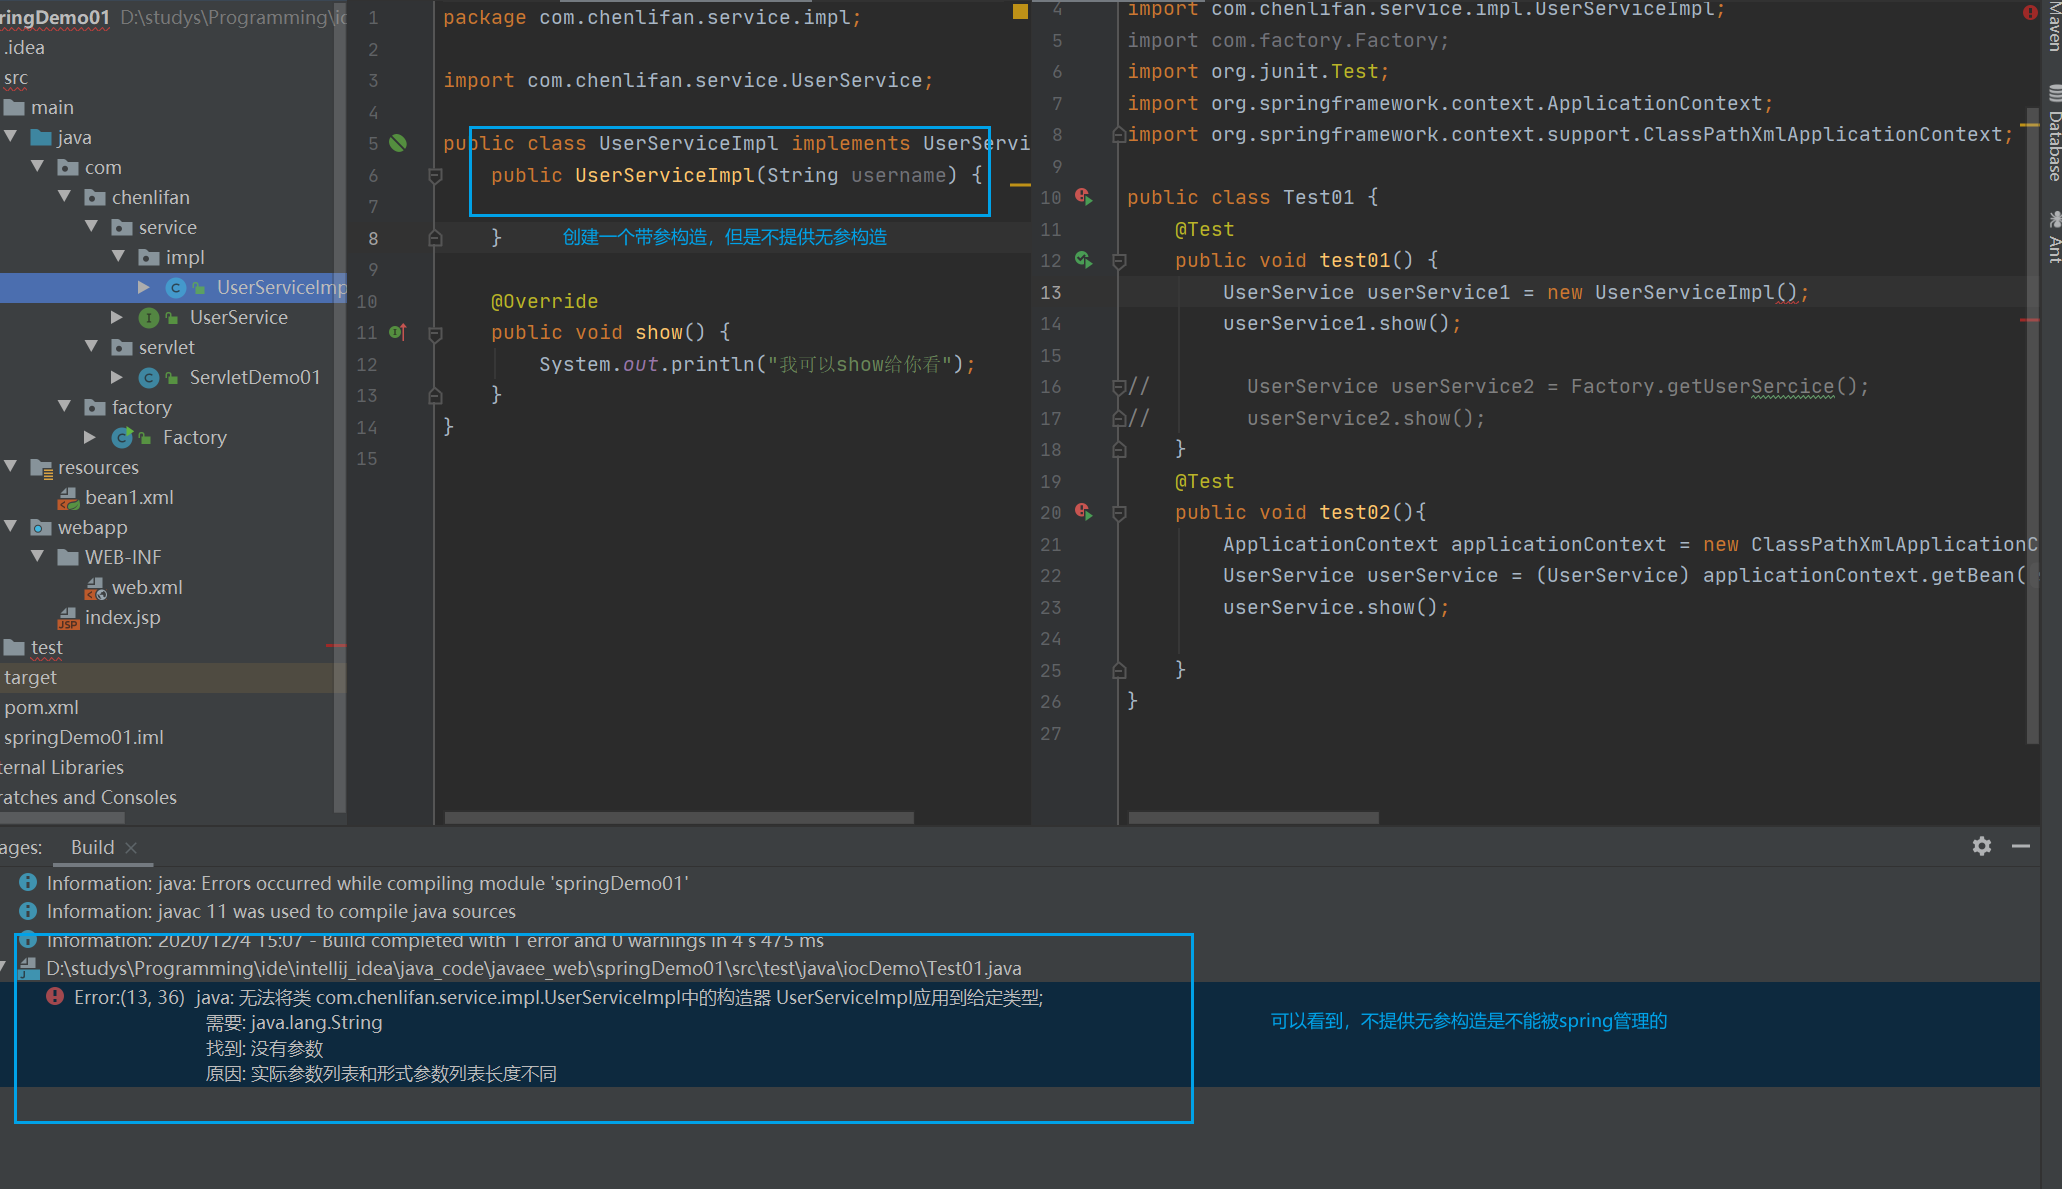 ringDemo01 D:\studys\Programming\ic
.idea
src
main
java
com
chenlifan
service
impl
UserServiceImp
UserService
servlet
ServletDemo01
factory
Factory
resources
bean1.xml
webapp
WEB-INF
web.xml
index.jsp
test
target
pom.xml
springDemo01.iml
ternal Libraries
ratches and Consoles
1 package com.chenlifan.service.impl;
2
3 import com.chenlifan.service.UserService;
4
5 public class UserServiceImpl implements UserServi
6 public UserServiceImpl(String username) {
7
8 } 创建一个带参构造，但是不提供无参构造
9
10 @Override
11 public void show() {
12 System.out.println("我可以show给你看");
13 }
14 }
15
4 import com.chenlifan.service.impl.UserServiceImpl;
5 import com.factory.Factory;
6 import org.junit.Test;
7 import org.springframework.context.ApplicationContext;
8 import org.springframework.context.support.ClassPathXmlApplicationContext;
9
10 public class Test01 {
11 @Test
12 public void test01() {
13 UserService userService1 = new UserServiceImpl();
14 userService1.show();
15
16 // UserService userService2 = Factory.getUserSercice();
17 // userService2.show();
18 }
19 @Test
20 public void test02(){
21 ApplicationContext applicationContext = new ClassPathXmlApplicationC
22 UserService userService = (UserService) applicationContext.getBean(
23 userService.show();
24
25 }
26 }
27
Maven
Database
Ant
ages: Build
Information: java: Errors occurred while compiling module 'springDemo01'
Information: javac 11 was used to compile java sources
Information: 2020/12/4 15:07 - Build completed with 1 error and 0 warnings in 4 s 475 ms
D:\studys\Programming\ide\intellij_idea\java_code\javaee_web\springDemo01\src\test\java\iocDemo\Test01.java
Error:(13, 36) java: 无法将类 com.chenlifan.service.impl.UserServiceImpl中的构造器 UserServiceImpl应用到给定类型;
需要: java.lang.String
找到: 没有参数
原因: 实际参数列表和形式参数列表长度不同
可以看到，不提供无参构造是不能被spring管理的